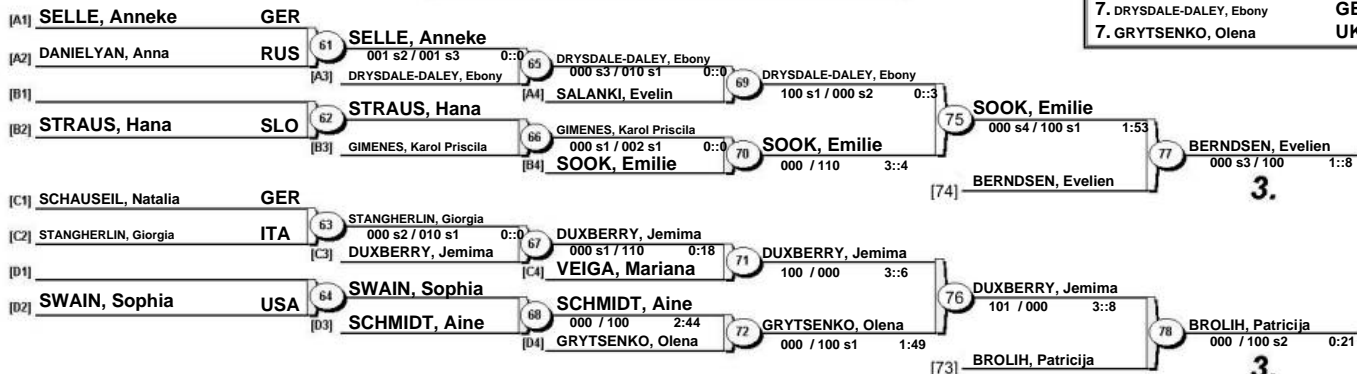 7. DRYSDALE-DALEY, Ebony GE
7. GRYTSENKO, Olena UK
[A1] SELLE, Anneke GER
[A2] DANIELYAN, Anna RUS
61 SELLE, Anneke
001 s2 / 001 s3 0::0
[A3] DRYSDALE-DALEY, Ebony
65 DRYSDALE-DALEY, Ebony
000 s3 / 010 s1 0::0
[A4] SALANKI, Evelin
69 DRYSDALE-DALEY, Ebony
100 s1 / 000 s2 0::3
[B1]
[B2] STRAUS, Hana SLO
62 STRAUS, Hana
[B3] GIMENES, Karol Priscila
66 GIMENES, Karol Priscila
000 s1 / 002 s1 0::0
[B4] SOOK, Emilie
70 SOOK, Emilie
000 / 110 3::4
75 SOOK, Emilie
000 s4 / 100 s1 1:53
[74] BERNDSEN, Evelien
77 BERNDSEN, Evelien
000 s3 / 100 1::8
3.
[C1] SCHAUSEIL, Natalia GER
[C2] STANGHERLIN, Giorgia ITA
63 STANGHERLIN, Giorgia
000 s2 / 010 s1 0::0
[C3] DUXBERRY, Jemima
67 DUXBERRY, Jemima
000 s1 / 110 0:18
[C4] VEIGA, Mariana
71 DUXBERRY, Jemima
100 / 000 3::6
[D1]
[D2] SWAIN, Sophia USA
64 SWAIN, Sophia
[D3] SCHMIDT, Aine
68 SCHMIDT, Aine
000 / 100 2:44
[D4] GRYTSENKO, Olena
72 GRYTSENKO, Olena
000 / 100 s1 1:49
76 DUXBERRY, Jemima
101 / 000 3::8
[73] BROLIH, Patricija
78 BROLIH, Patricija
000 / 100 s2 0:21
3.